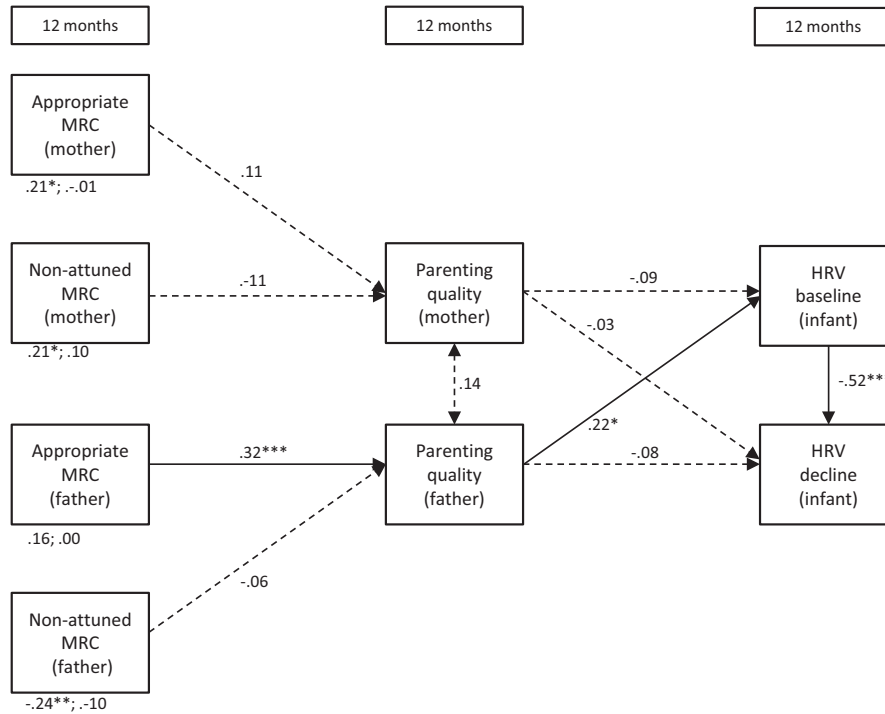 12 months
12 months
12 months
Appropriate
MRC
(mother)
.21*; .-.01
.11
Non-attuned
MRC
(mother)
.21*; .10
.-11
Parenting
quality
(mother)
-.09
-.03
HRV
baseline
(infant)
.14
-.52**
Appropriate
MRC
(father)
.16; .00
.32***
Parenting
quality
(father)
.22*
-.08
HRV
decline
(infant)
-.06
Non-attuned
MRC
(father)
-.24**; .-10